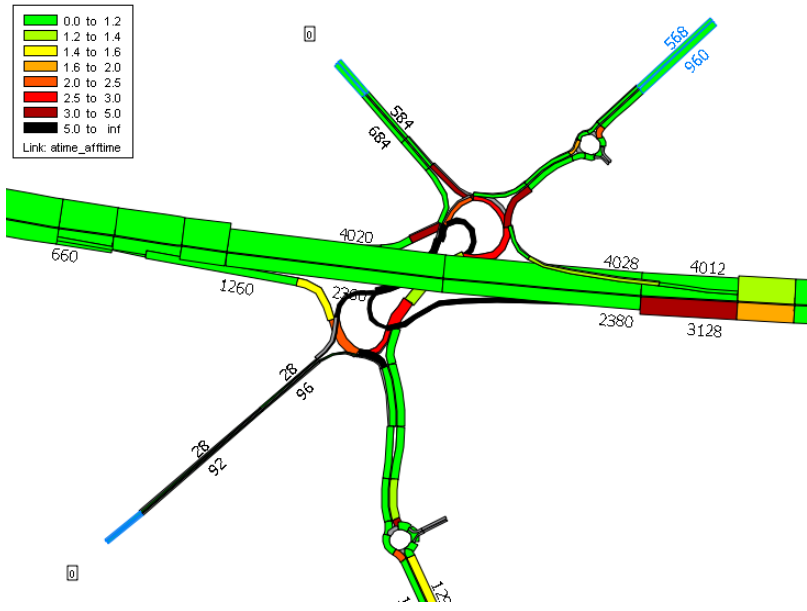 0.0 to 1.2
1.2 to 1.4
1.4 to 1.6
1.6 to 2.0
2.0 to 2.5
2.5 to 3.0
3.0 to 5.0
5.0 to inf
Link: atime_afftime
0
568
960
584
684
4020
660
1260
4028
4012
2380
3128
28
96
28
92
0